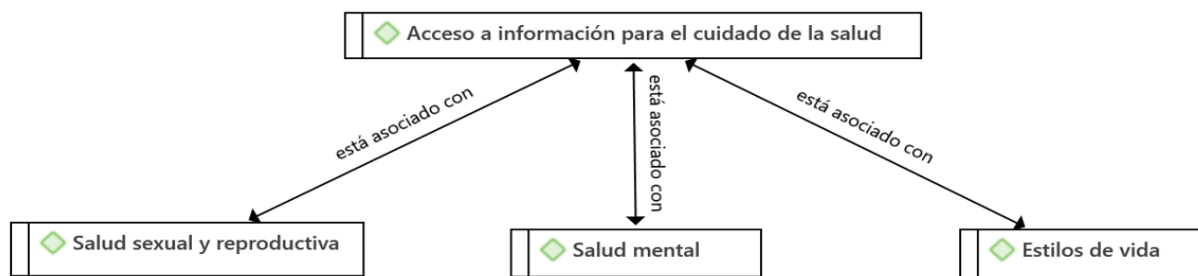 Acceso a información para el cuidado de la salud
está asociado con
está asociado con
está asociado con
Salud sexual y reproductiva
Salud mental
Estilos de vida